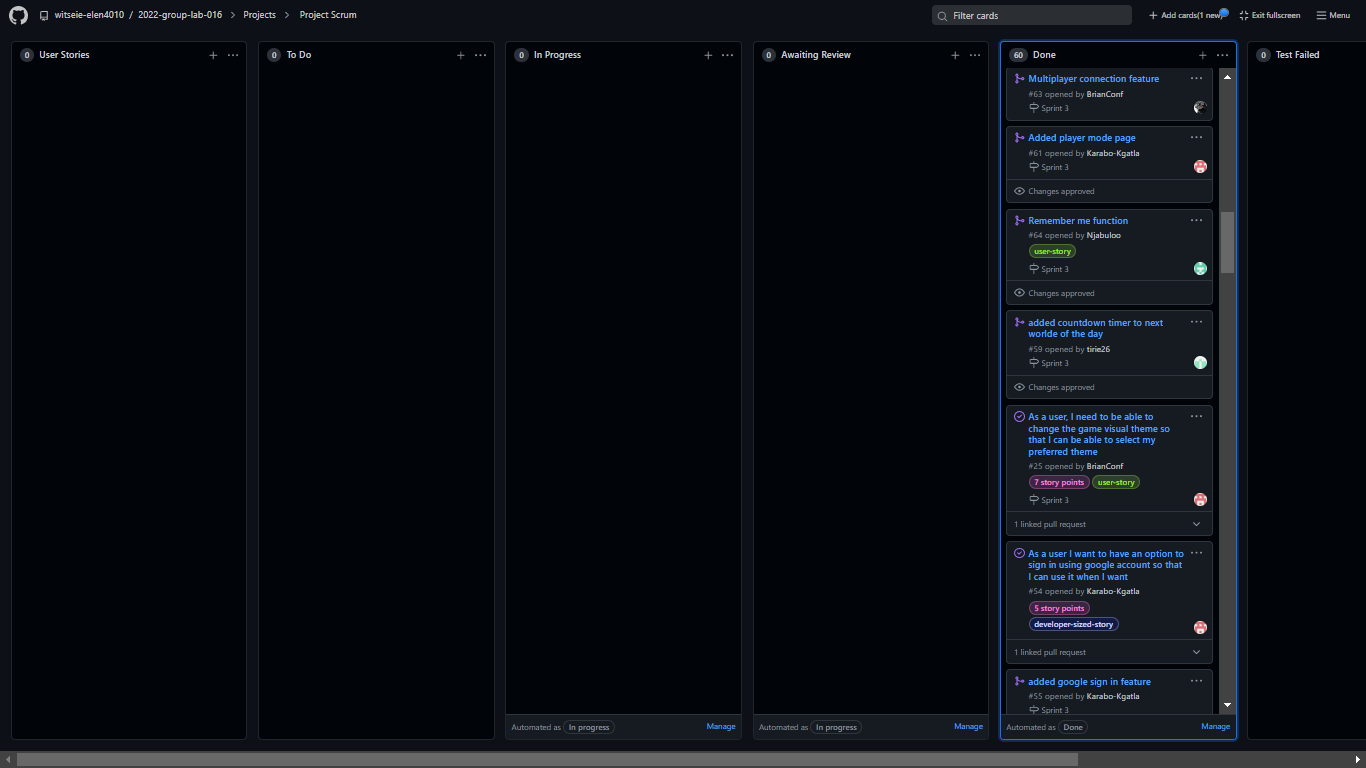 witseie-elen4010 / 2022-group-lab-016 Projects Project Scrum
Filter cards
Add cards(1 new) Exit fullscreen Menu
0 User Stories
0 To Do
0 In Progress
Automated as In progress Manage
0 Awaiting Review
Automated as In progress Manage
60 Done
Multiplayer connection feature
#63 opened by BrianConf
Sprint 3
Added player mode page
#61 opened by Karabo-Kgatla
Sprint 3
Changes approved
Remember me function
#64 opened by Njabuloo
user-story
Sprint 3
Changes approved
added countdown timer to next
worlde of the day
#59 opened by tirie26
Sprint 3
Changes approved
As a user, I need to be able to
change the game visual theme so
that I can be able to select my
preferred theme
#25 opened by BrianConf
7 story points user-story
Sprint 3
1 linked pull request
As a user I want to have an option to
sign in using google account so that
I can use it when I want
#54 opened by Karabo-Kgatla
5 story points
developer-sized-story
1 linked pull request
added google sign in feature
#55 opened by Karabo-Kgatla
Sprint 3
Automated as Done Manage
0 Test Failed